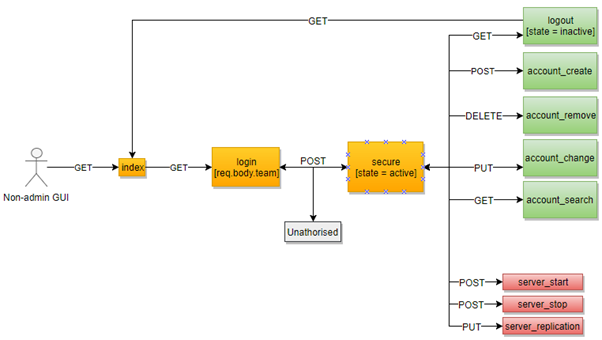 GET
logout
[state = inactive]
GET
POST
account_create
DELETE
account_remove
Non-admin GUI
GET
index
GET
login
[req.body.team]
POST
secure
[state = active]
PUT
account_change
GET
account_search
Unathorised
POST
server_start
POST
server_stop
PUT
server_replication